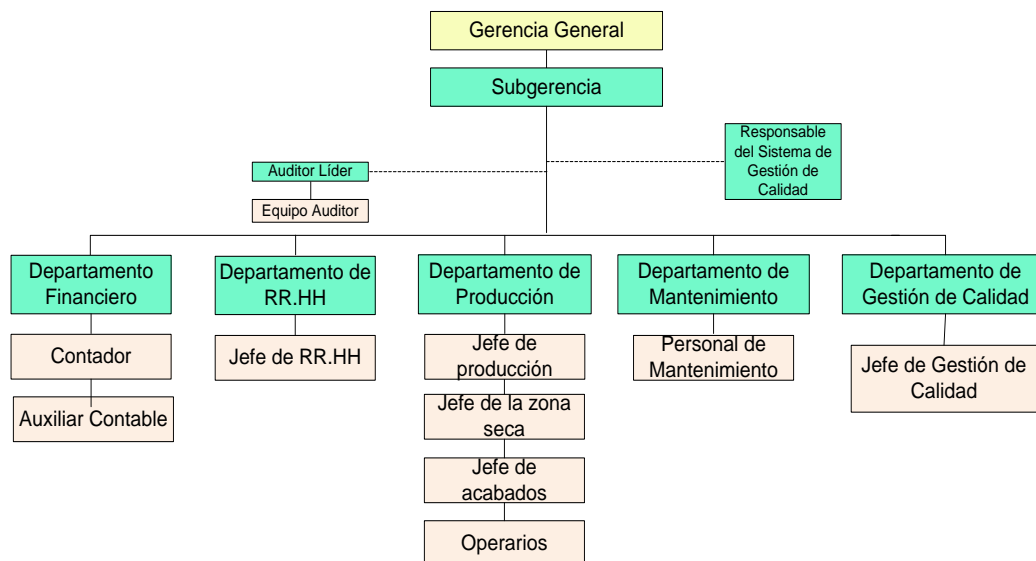 Gerencia General
Subgerencia
Responsable
del Sistema de
Gestión de
Calidad
Auditor Líder
Equipo Auditor
Departamento
Financiero
Departamento de
RR.HH
Departamento de
Producción
Departamento de
Mantenimiento
Departamento de
Gestión de Calidad
Contador
Jefe de RR.HH
Jefe de
producción
Personal de
Mantenimiento
Jefe de Gestión de
Calidad
Auxiliar Contable
Jefe de la zona
seca
Jefe de
acabados
Operarios